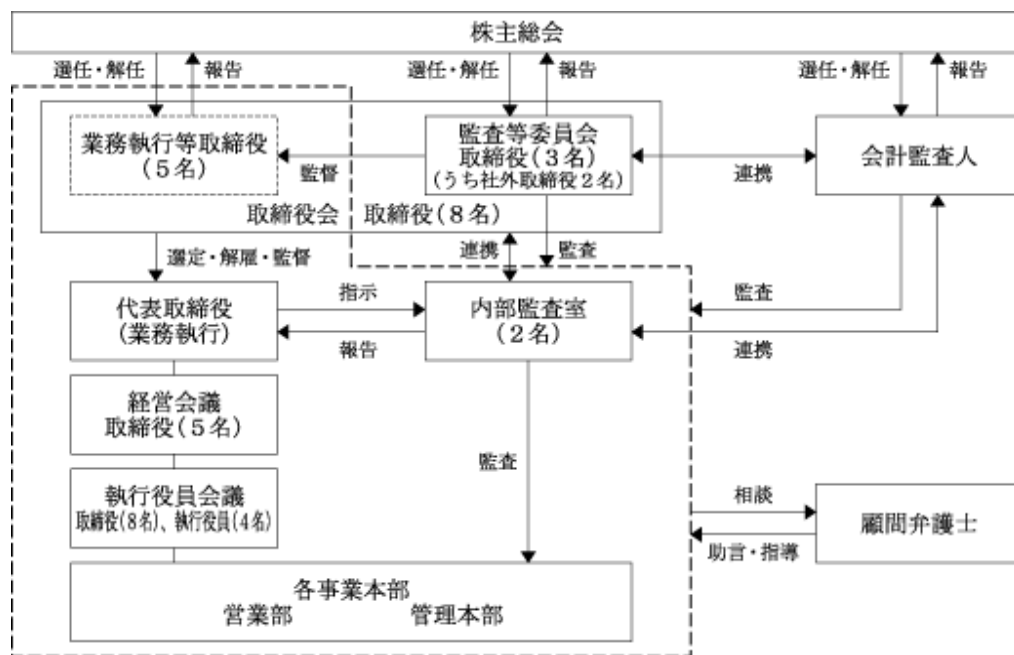 株主総会
選任・解任
報告
選任・解任
報告
選任・解任
報告
業務執行等取締役
(5名)
監督
監査等委員会
取締役(3名)
(うち社外取締役2名)
連携
会計監査人
取締役会
取締役(8名)
選定・解雇・監督
連携
監査
代表取締役
(業務執行)
指示
報告
内部監査室
(2名)
監査
連携
経営会議
取締役(5名)
監査
執行役員会議
取締役(8名)、執行役員(4名)
相談
助言・指導
顧問弁護士
各事業本部
営業部
管理本部